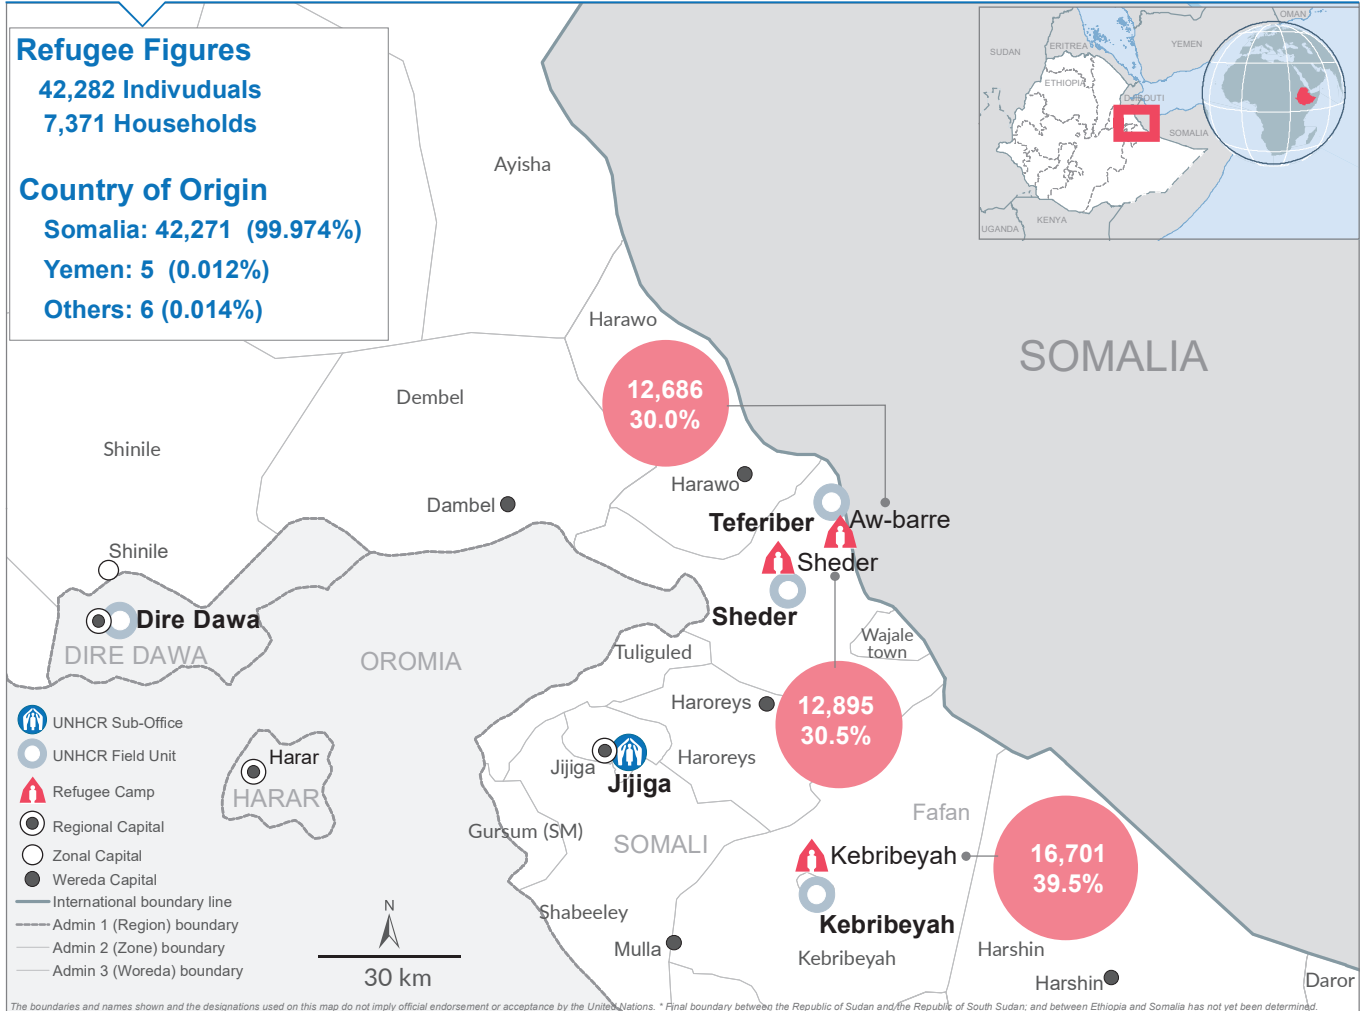 Refugee Figures
42,282 Indivuduals
7,371 Households
Country of Origin
Somalia: 42,271 (99.974%)
Yemen: 5 (0.012%)
Others: 6 (0.014%)
OMAN
SUDAN
ERITREA
YEMEN
ETHIOPIA
DJIBOUTI
SOMALIA
KENYA
UGANDA
Ayisha
Harawo
SOMALIA
12,686
30.0%
Dembel
Shinile
Harawo
Dambel
Teferiber
Aw-barre
Shinile
Sheder
Sheder
Dire Dawa
DIRE DAWA
OROMIA
Tuliguled
Wajale
town
Haroreys
12,895
30.5%
Haroreys
Jijiga
Jijiga
Harar
HARAR
Fafan
Gursum (SM)
SOMALI
Kebribeyah
16,701
39.5%
Shabeeley
Kebribeyah
Mulla
Kebribeyah
Harshin
Harshin
Daror
UNHCR Sub-Office
UNHCR Field Unit
Refugee Camp
Regional Capital
Zonal Capital
Wereda Capital
International boundary line
Admin 1 (Region) boundary
Admin 2 (Zone) boundary
Admin 3 (Woreda) boundary
N
30 km
The boundaries and names shown and the designations used on this map do not imply official endorsement or acceptance by the United Nations. * Final boundary between the Republic of Sudan and the Republic of South Sudan; and between Ethiopia and Somalia has not yet been determined.